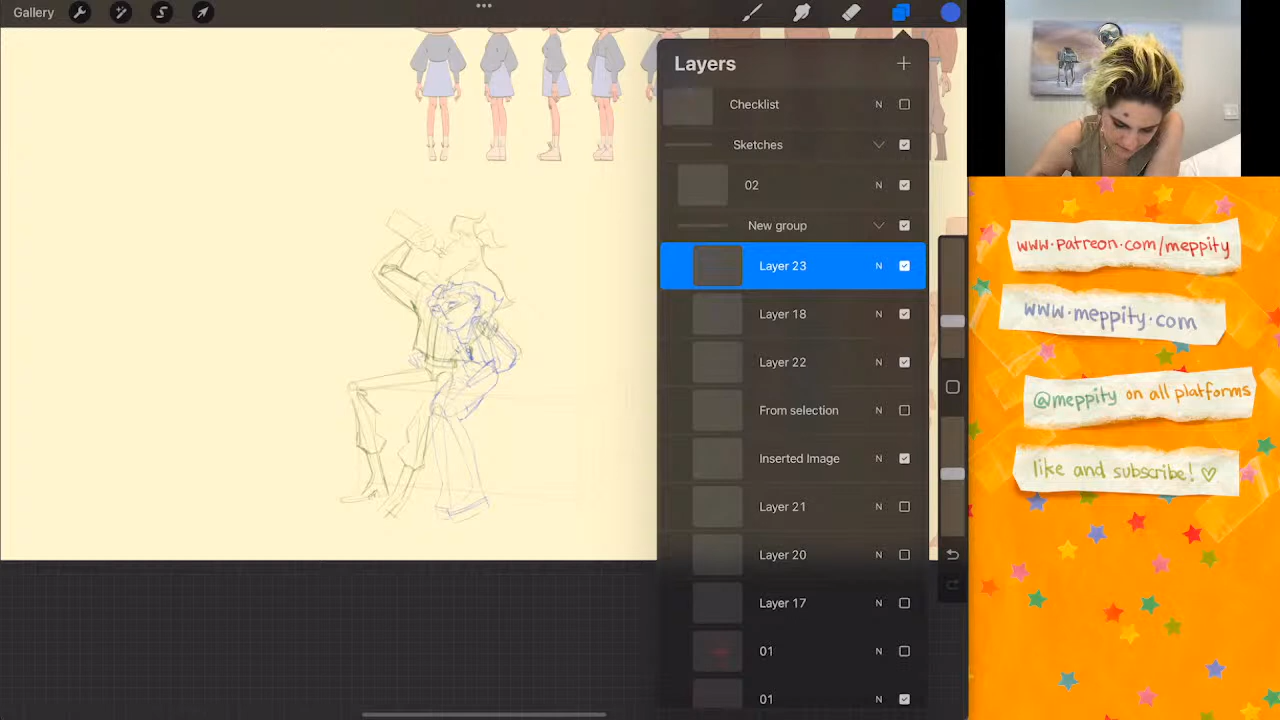 Gallery
Layers
Checklist N
Sketches
02 N
New group
Layer 23 N
Layer 18 N
Layer 22 N
From selection N
Inserted Image N
Layer 21 N
Layer 20 N
Layer 17 N
01 N
01 N
www.patreon.com/meppity
www.meppity.com
@meppity on all platforms
like and subscribe! ♡